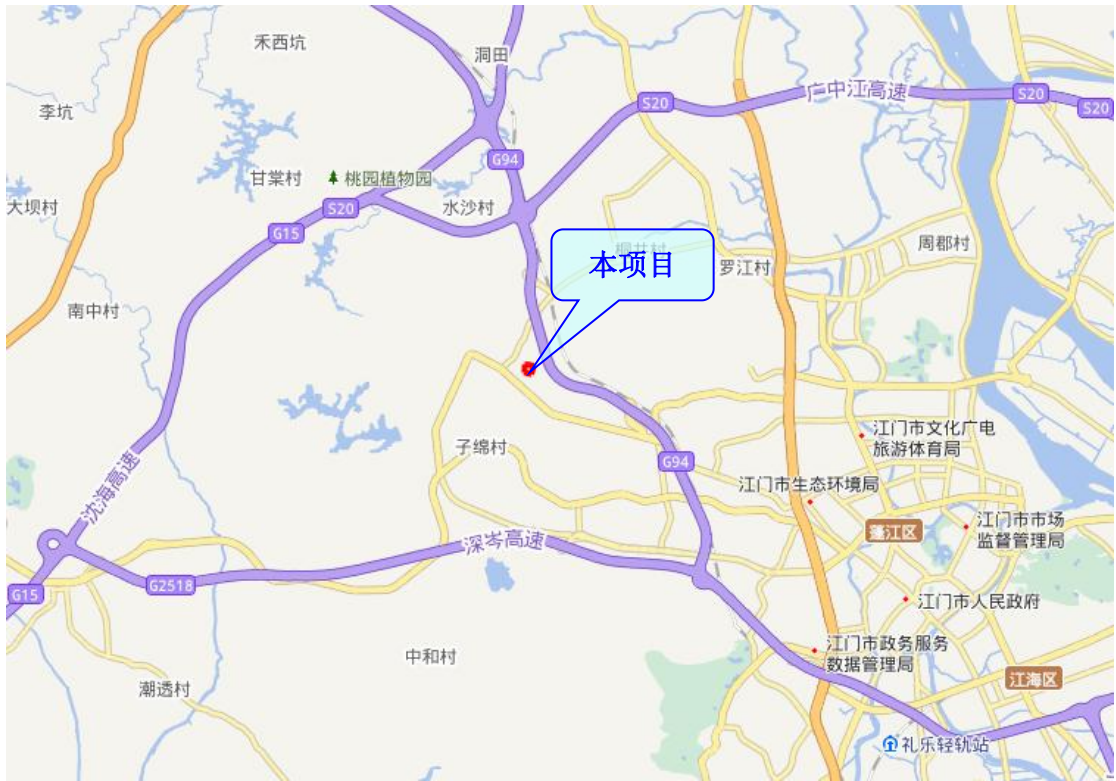 禾西坑
洞田
李坑
S20
广中江高速
S20
S20
G94
甘棠村
桃园植物园
大坝村
S20
水沙村
G15
周郡村
本项目
罗江村
南中村
江门市文化广电
旅游体育局
子绵村
G94
江门市生态环境局
沈海高速
蓬江区
江门市市场
监督管理局
深岑高速
G2518
G15
江门市人民政府
江门市政务服务
数据管理局
中和村
江海区
潮透村
礼乐轻轨站